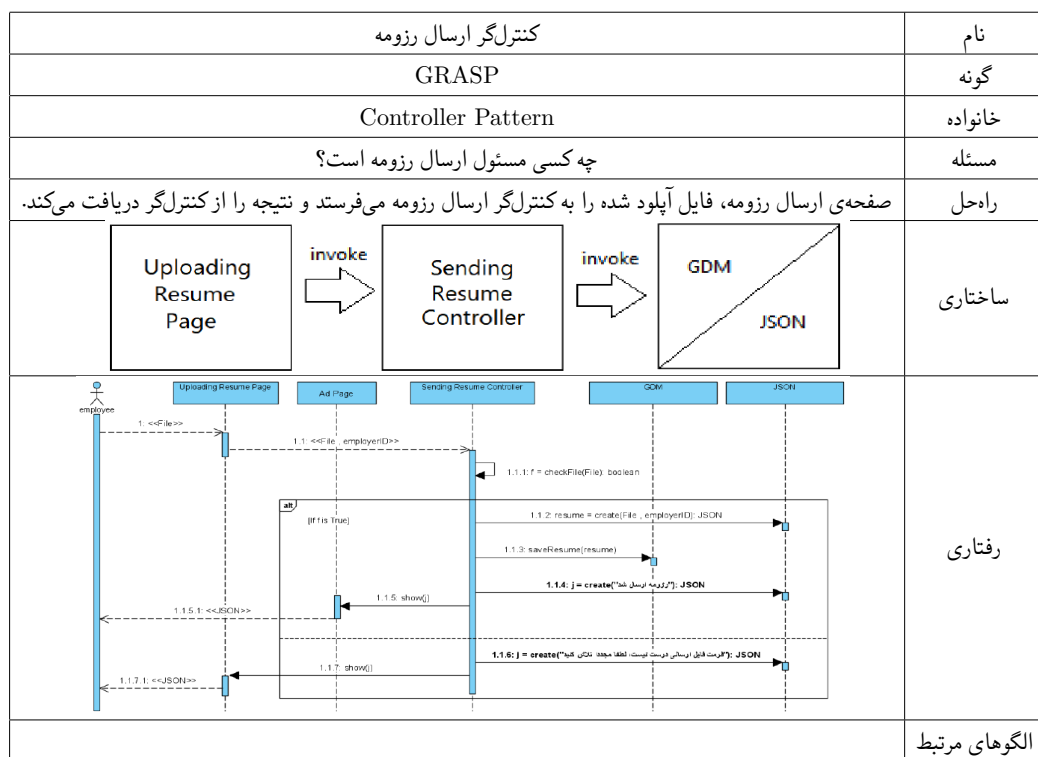 نام
کنترل‌گر ارسال رزومه
گونه
GRASP
خانواده
Controller Pattern
مسئله
چه کسی مسئول ارسال رزومه است؟
راه‌حل
صفحه‌ی ارسال رزومه، فایل آپلود شده را به کنترل‌گر ارسال رزومه می‌فرستد و نتیجه را از کنترل‌گر دریافت می‌کند.
ساختاری
Uploading
Resume
Page
invoke
Sending
Resume
Controller
invoke
GDM
JSON
رفتاری
employee
Uploading Resume Page
Ad Page
Sending Resume Controller
GDM
JSON
1: <<File>>
1.1: <<File , employerID>>
1.1.1: f = checkFile(File): boolean
alt
[If f is True]
1.1.2: resume = create(File , employerID): JSON
1.1.3: saveResume(resume)
1.1.4: j = create("رزومه ارسال شد"): JSON
1.1.5: show(j)
1.1.5.1: <<JSON>>
1.1.6: j = create("فرمت فایل ارسالی درست نیست، لطفا مجددا تلاش کنید"): JSON
1.1.7: show(j)
1.1.7.1: <<JSON>>
الگوهای مرتبط